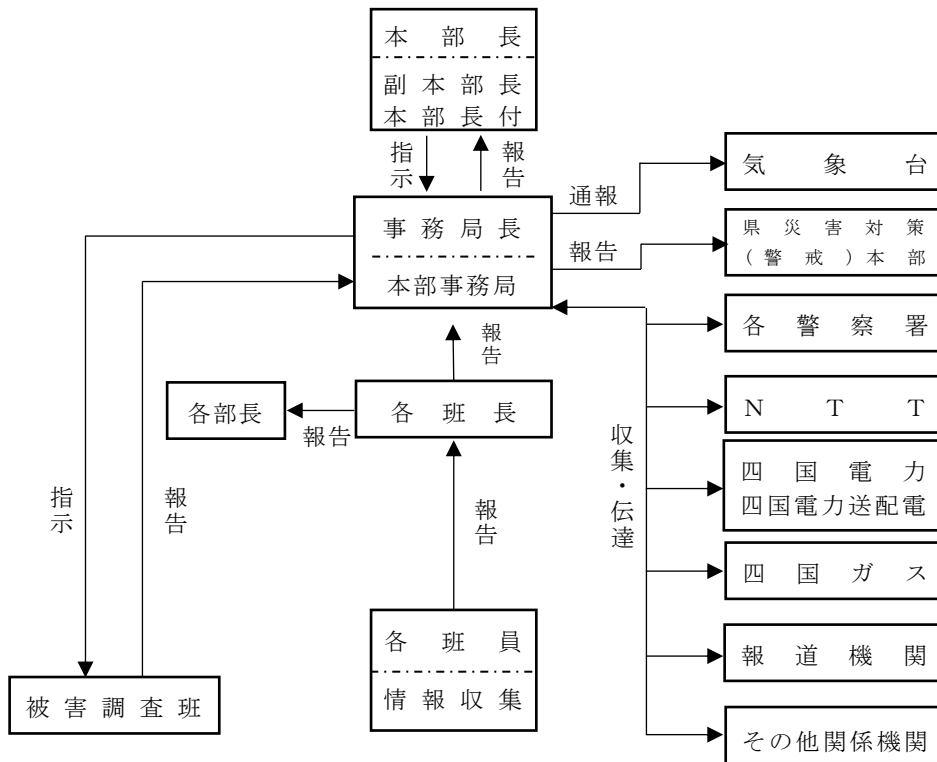 本部長
副本部長
本部長付
指示
報告
事務局長
本部事務局
通報
報告
気象台
県災害対策
(警戒)本部
各警察署
報告
各部長
報告
各班長
NTT
収集・伝達
四国電力
四国電力送配電
指示
報告
報告
四国ガス
各班員
情報収集
報道機関
被害調査班
その他関係機関